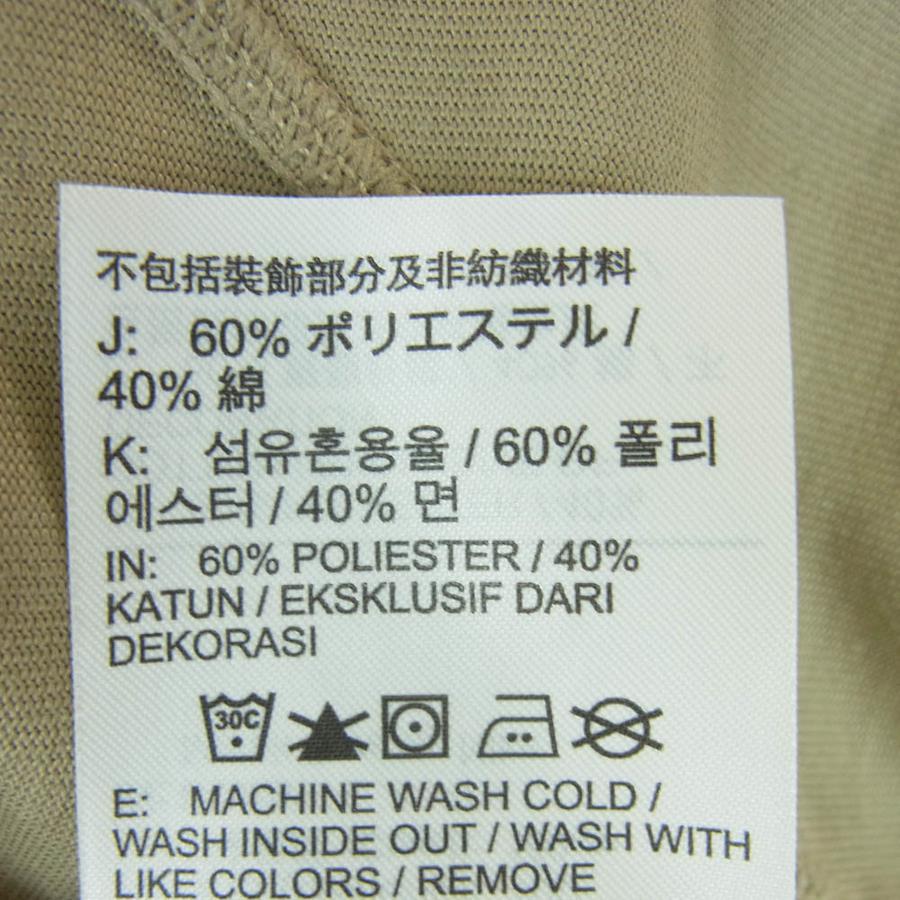 不包括裝飾部分及非紡織材料
J: 60% ポリエステル /
40% 綿
K: 섬유혼용율 / 60% 폴리
에스터 / 40% 면
IN: 60% POLIESTER / 40%
KATUN / EKSKLUSIF DARI
DEKORASI
30C
E: MACHINE WASH COLD /
WASH INSIDE OUT / WASH WITH
LIKE COLORS / REMOVE